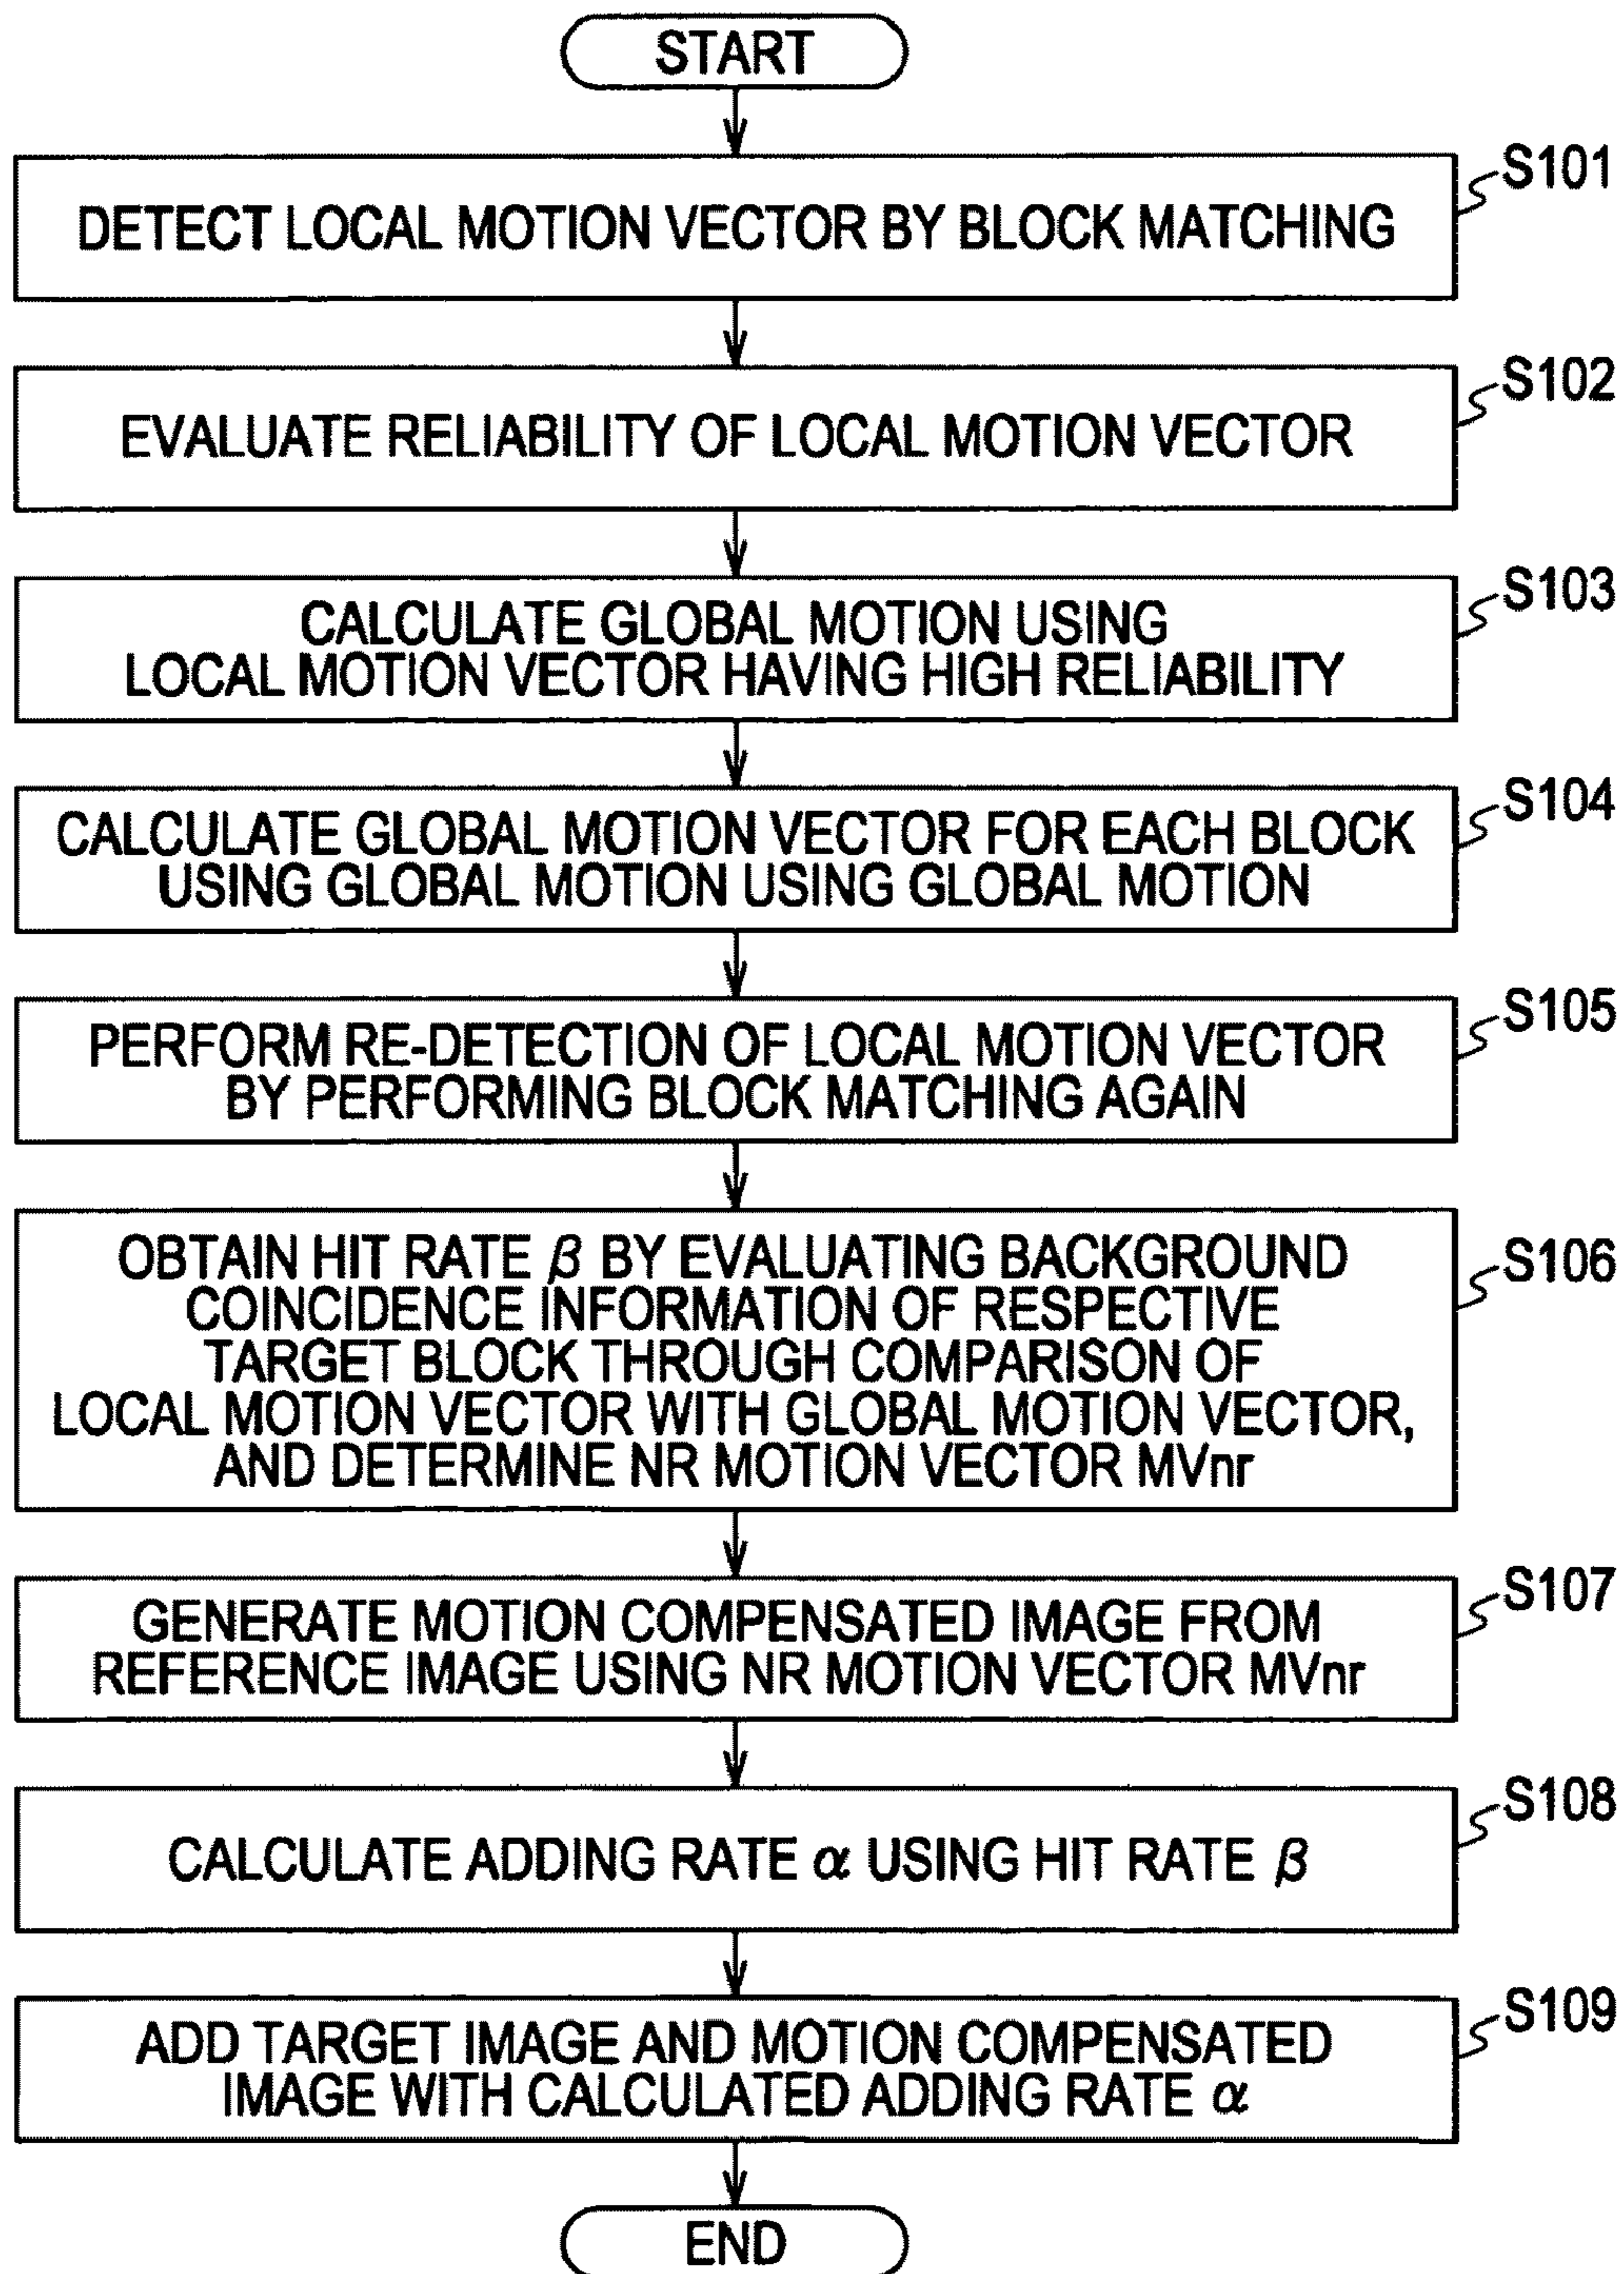 START
S101
DETECT LOCAL MOTION VECTOR BY BLOCK MATCHING
S102
EVALUATE RELIABILITY OF LOCAL MOTION VECTOR
S103
CALCULATE GLOBAL MOTION USING
LOCAL MOTION VECTOR HAVING HIGH RELIABILITY
S104
CALCULATE GLOBAL MOTION VECTOR FOR EACH BLOCK
USING GLOBAL MOTION USING GLOBAL MOTION
S105
PERFORM RE-DETECTION OF LOCAL MOTION VECTOR
BY PERFORMING BLOCK MATCHING AGAIN
S106
OBTAIN HIT RATE β BY EVALUATING BACKGROUND
COINCIDENCE INFORMATION OF RESPECTIVE
TARGET BLOCK THROUGH COMPARISON OF
LOCAL MOTION VECTOR WITH GLOBAL MOTION VECTOR,
AND DETERMINE NR MOTION VECTOR MVnr
S107
GENERATE MOTION COMPENSATED IMAGE FROM
REFERENCE IMAGE USING NR MOTION VECTOR MVnr
S108
CALCULATE ADDING RATE α USING HIT RATE β
S109
ADD TARGET IMAGE AND MOTION COMPENSATED
IMAGE WITH CALCULATED ADDING RATE α
END